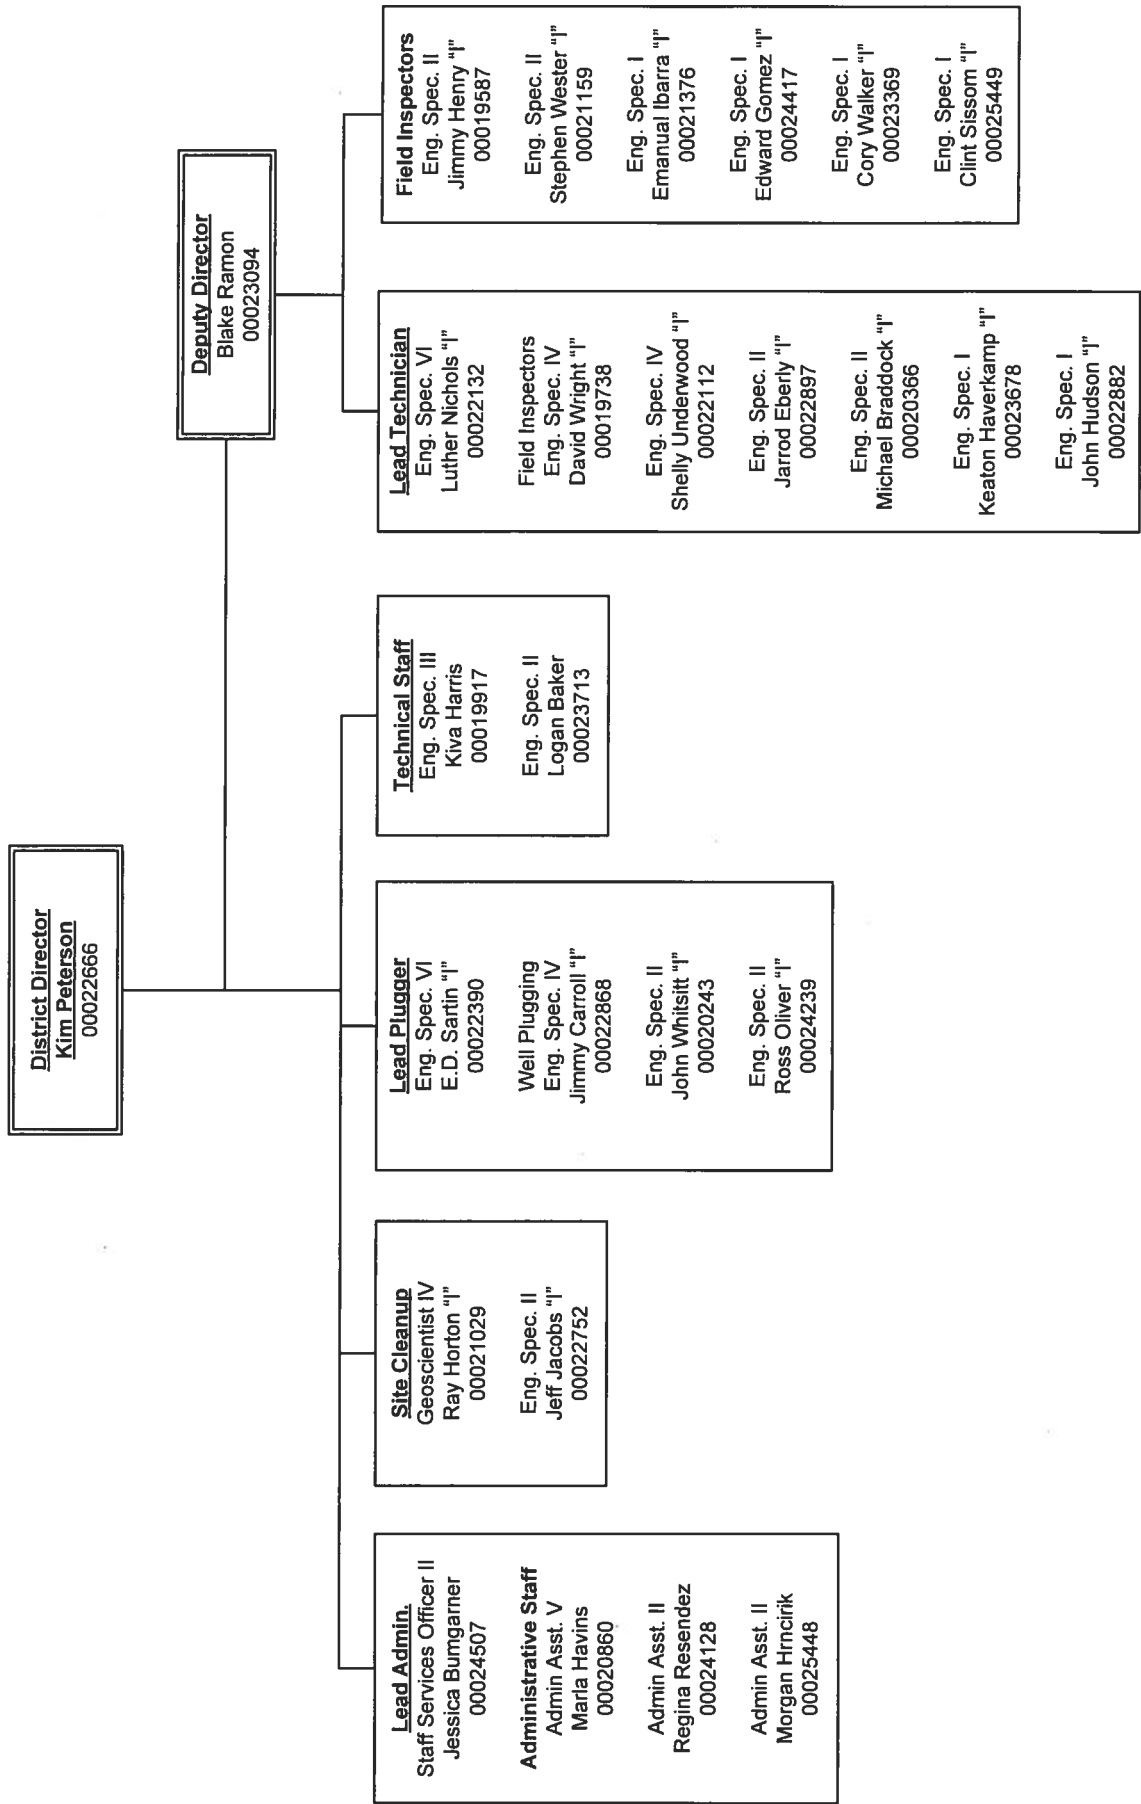 District Director
Kim Peterson
00022666
Deputy Director
Blake Ramon
00023094
Lead Admin.
Staff Services Officer II
Jessica Bumgarner
00024507
Administrative Staff
Admin Asst. V
Marla Havins
00020860
Admin Asst. II
Regina Resendez
00024128
Admin Asst. II
Morgan Hrncirik
00025448
Site Cleanup
Geoscientist IV
Ray Horton "I"
00021029
Eng. Spec. II
Jeff Jacobs "I"
00022752
Lead Plugger
Eng. Spec. VI
E.D. Sartin "I"
00022390
Well Plugging
Eng. Spec. IV
Jimmy Carroll "I"
00022868
Eng. Spec. II
John Whitsitt "I"
00020243
Eng. Spec. II
Ross Oliver "I"
00024239
Technical Staff
Eng. Spec. III
Kiva Harris
00019917
Eng. Spec. II
Logan Baker
00023713
Lead Technician
Eng. Spec. VI
Luther Nichols "I"
00022132
Field Inspectors
Eng. Spec. IV
David Wright "I"
00019738
Eng. Spec. IV
Shelly Underwood "I"
00022112
Eng. Spec. II
Jarrod Eberly "I"
00022897
Eng. Spec. II
Michael Braddock "I"
00020366
Eng. Spec. I
Keaton Haverkamp "I"
00023678
Eng. Spec. I
John Hudson "I"
00022882
Field Inspectors
Eng. Spec. II
Jimmy Henry "I"
00019587
Eng. Spec. II
Stephen Wester "I"
00021159
Eng. Spec. I
Emanual Ibarra "I"
00021376
Eng. Spec. I
Edward Gomez "I"
00024417
Eng. Spec. I
Cory Walker "I"
00023369
Eng. Spec. I
Clint Sissom "I"
00025449